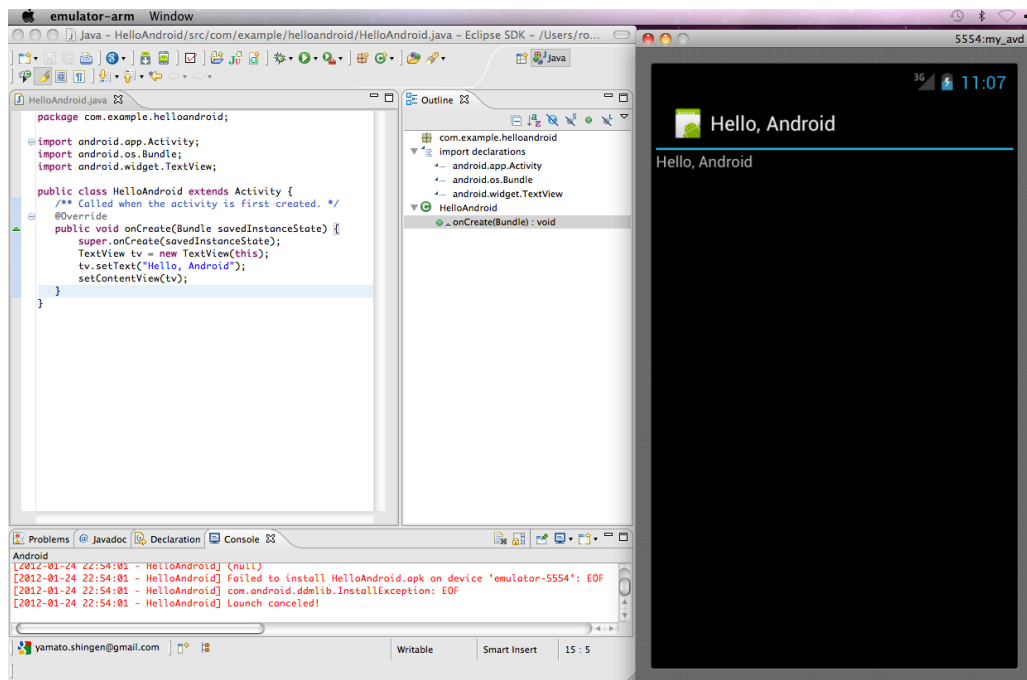 emulator-arm Window
Java – HelloAndroid/src/com/example/helloandroid/HelloAndroid.java – Eclipse SDK – /Users/ro...
Java
HelloAndroid.java
package com.example.helloandroid;
import android.app.Activity;
import android.os.Bundle;
import android.widget.TextView;
public class HelloAndroid extends Activity {
/** Called when the activity is first created. */
@Override
public void onCreate(Bundle savedInstanceState) {
super.onCreate(savedInstanceState);
TextView tv = new TextView(this);
tv.setText("Hello, Android");
setContentView(tv);
}
}
Outline
com.example.helloandroid
import declarations
android.app.Activity
android.os.Bundle
android.widget.TextView
HelloAndroid
onCreate(Bundle) : void
Problems @ Javadoc Declaration Console
Android
[2012-01-24 22:54:01 - HelloAndroid] (null)
[2012-01-24 22:54:01 - HelloAndroid] Failed to install HelloAndroid.apk on device 'emulator-5554': EOF
[2012-01-24 22:54:01 - HelloAndroid] com.android.ddmlib.InstallException: EOF
[2012-01-24 22:54:01 - HelloAndroid] Launch canceled!
yamato.shingen@gmail.com
Writable Smart Insert 15 : 5
5554:my_avd
3G 11:07
Hello, Android
Hello, Android